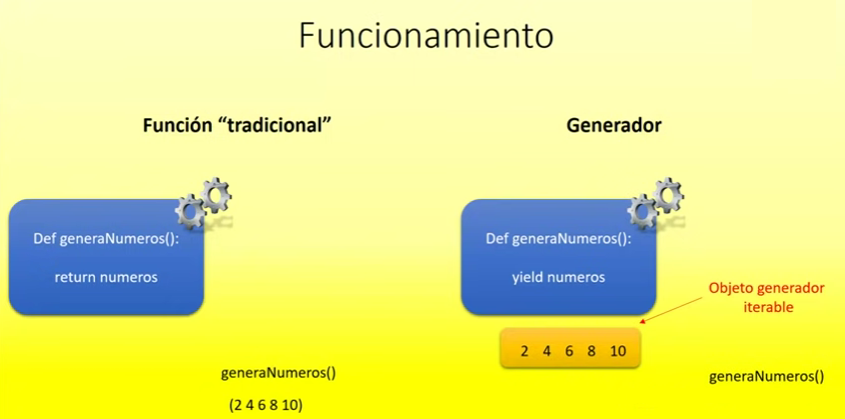 Funcionamiento
Función “tradicional”
Def generaNumeros():
return numeros
generaNumeros()
(2 4 6 8 10)
Generador
Def generaNumeros():
yield numeros
Objeto generador
iterable
2 4 6 8 10
generaNumeros()